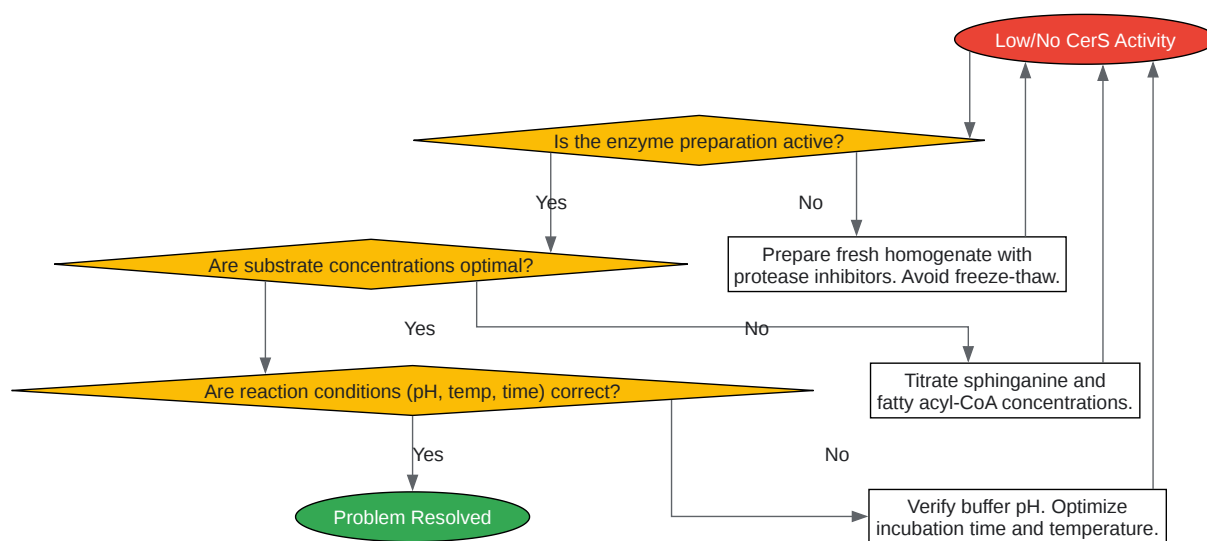 Low/No CerS Activity
Is the enzyme preparation active?
Yes
No
Prepare fresh homogenate with
protease inhibitors. Avoid freeze-thaw.
Are substrate concentrations optimal?
Yes
No
Titrate sphinganine and
fatty acyl-CoA concentrations.
Are reaction conditions (pH, temp, time) correct?
Yes
No
Problem Resolved
Verify buffer pH. Optimize
incubation time and temperature.